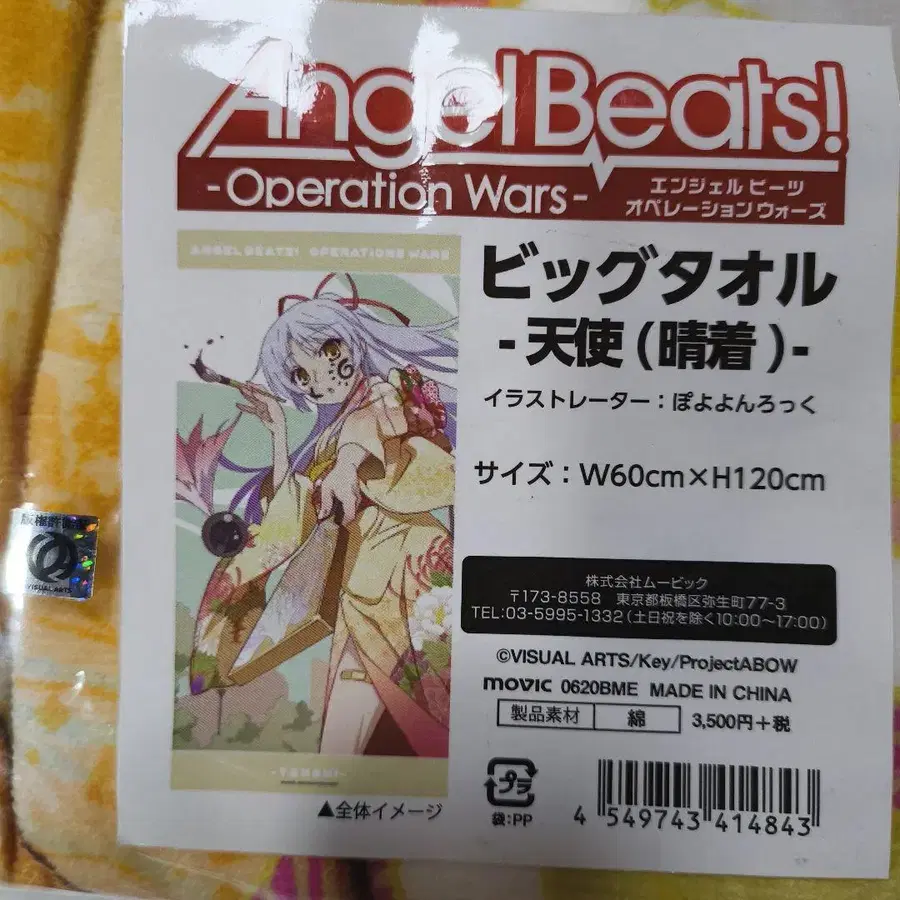 Angel Beats!
-Operation Wars-
エンジェル ビーツ
オペレーションウォーズ
ANGEL BEATS! OPERATIONS WARS
ビッグタオル
-天使(晴着)-
イラストレーター：ぽよよんろっく
サイズ：W60cm×H120cm
VISUAL ARTS
株式会社ムービック
〒173-8558 東京都板橋区弥生町77-3
TEL:03-5995-1332(土日祝を除く10:00～17:00)
©VISUAL ARTS/Key/ProjectABOW
movic 0620BME MADE IN CHINA
製品素材 綿 3,500円+税
-TENSHI-
▲全体イメージ
プラ
袋:PP
4 549743 414843